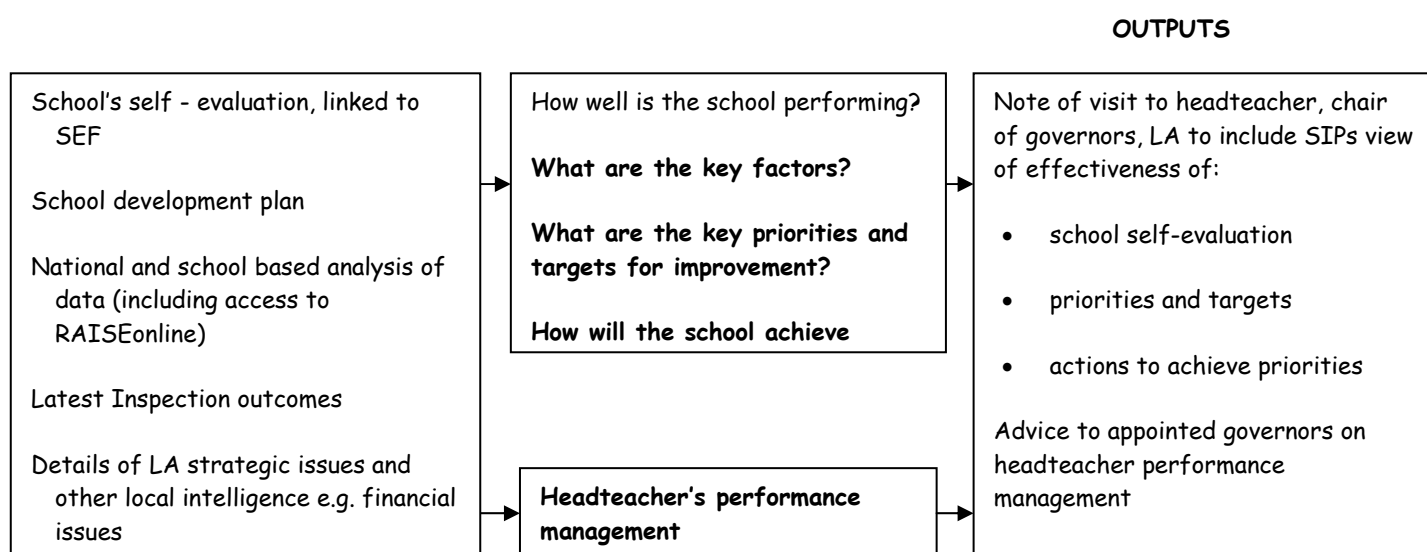 OUTPUTS
School's self - evaluation, linked to
SEF
School development plan
National and school based analysis of
data (including access to
RAISEonline)
Latest Inspection outcomes
Details of LA strategic issues and
other local intelligence e.g. financial
issues
How well is the school performing?
What are the key factors?
What are the key priorities and
targets for improvement?
How will the school achieve
Headteacher's performance
management
Note of visit to headteacher, chair
of governors, LA to include SIPs view
of effectiveness of:
• school self-evaluation
• priorities and targets
• actions to achieve priorities
Advice to appointed governors on
headteacher performance
management